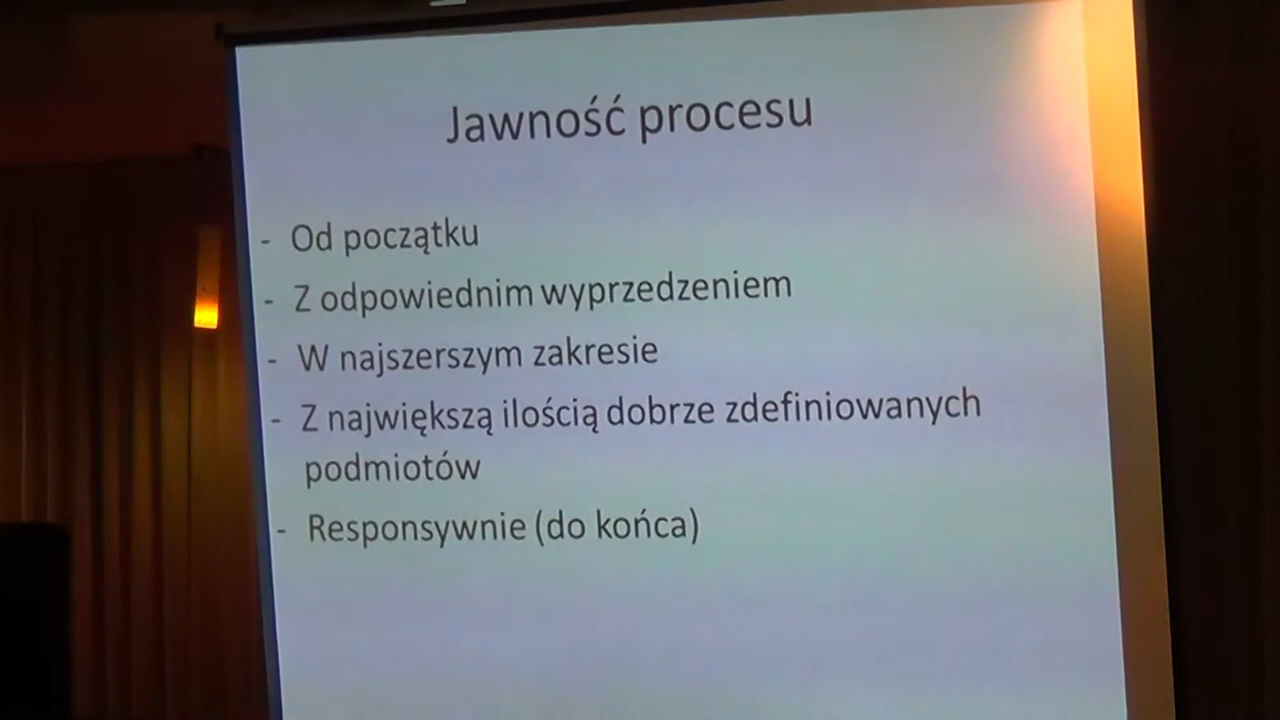 Jawność procesu
- Od początku
- Z odpowiednim wyprzedzeniem
- W najszerszym zakresie
- Z największą ilością dobrze zdefiniowanych
podmiotów
- Responsywnie (do końca)